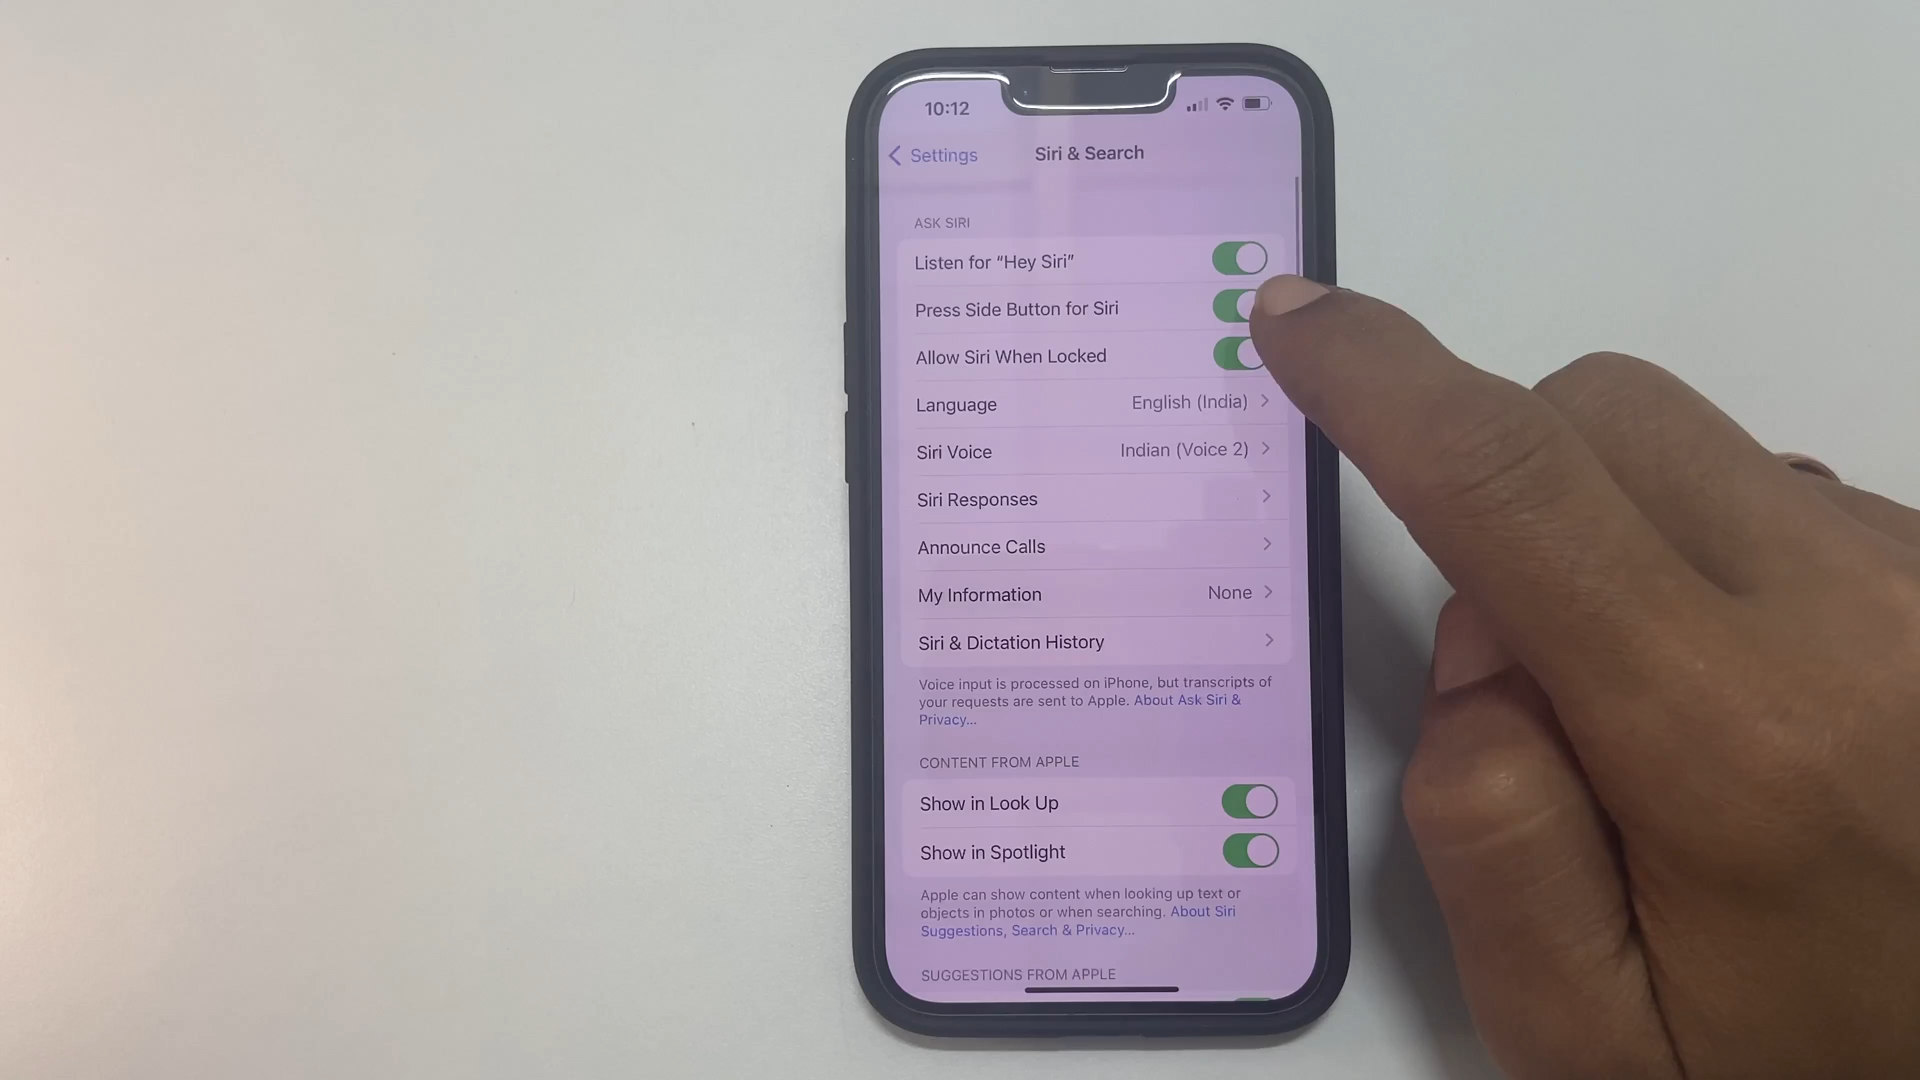 10:12
Settings
Siri & Search
ASK SIRI
Listen for “Hey Siri”
Press Side Button for Siri
Allow Siri When Locked
Language English (India)
Siri Voice Indian (Voice 2)
Siri Responses
Announce Calls
My Information None
Siri & Dictation History
Voice input is processed on iPhone, but transcripts of
your requests are sent to Apple. About Ask Siri &
Privacy...
CONTENT FROM APPLE
Show in Look Up
Show in Spotlight
Apple can show content when looking up text or
objects in photos or when searching. About Siri
Suggestions, Search & Privacy...
SUGGESTIONS FROM APPLE